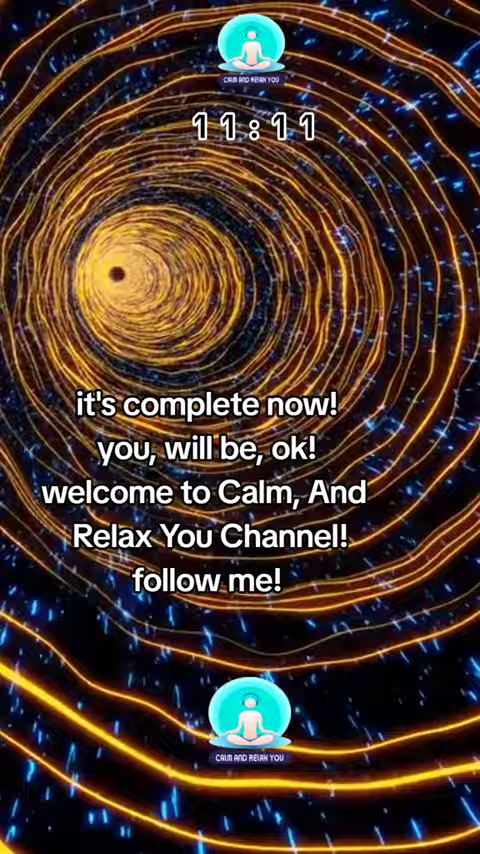 CALM AND RELAX YOU
11:11
it's complete now!
you, will be, ok!
welcome to Calm, And
Relax You Channel!
follow me!
CALM AND RELAX YOU